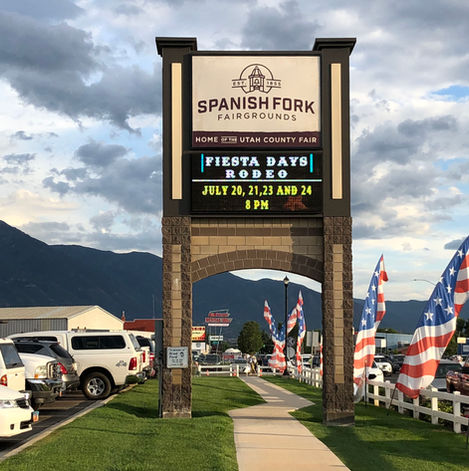 EST. 1855
SPANISH FORK
FAIRGROUNDS
HOME OF THE UTAH COUNTY FAIR
FIESTA DAYS
RODEO
JULY 20, 21,23 AND 24
8 PM